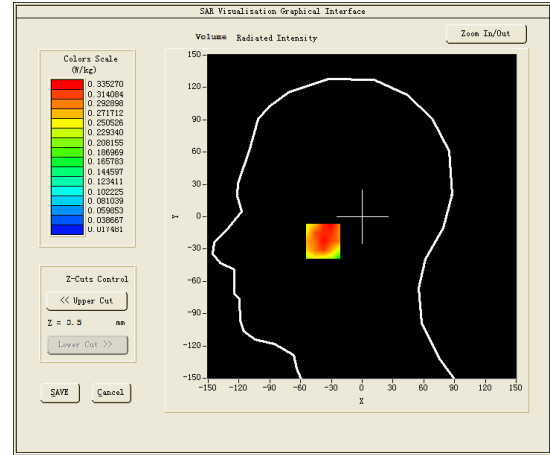 SAR Visualisation Graphical Interface
Volume Radiated Intensity
Zoom In/Out
Colors Scale
(W/kg)
0.335270
0.314084
0.292898
0.271712
0.250526
0.229340
0.208155
0.186969
0.165783
0.144597
0.123411
0.102225
0.081039
0.059853
0.038667
0.017481
150
120
90
60
30
0
-30
-60
-90
-120
-150
Y
-150 -120 -90 -60 -30 0 30 60 90 120 150
X
Z-Cuts Control
<< Upper Cut
Z = 3.5 mm
Lower Cut >>
SAVE Cancel